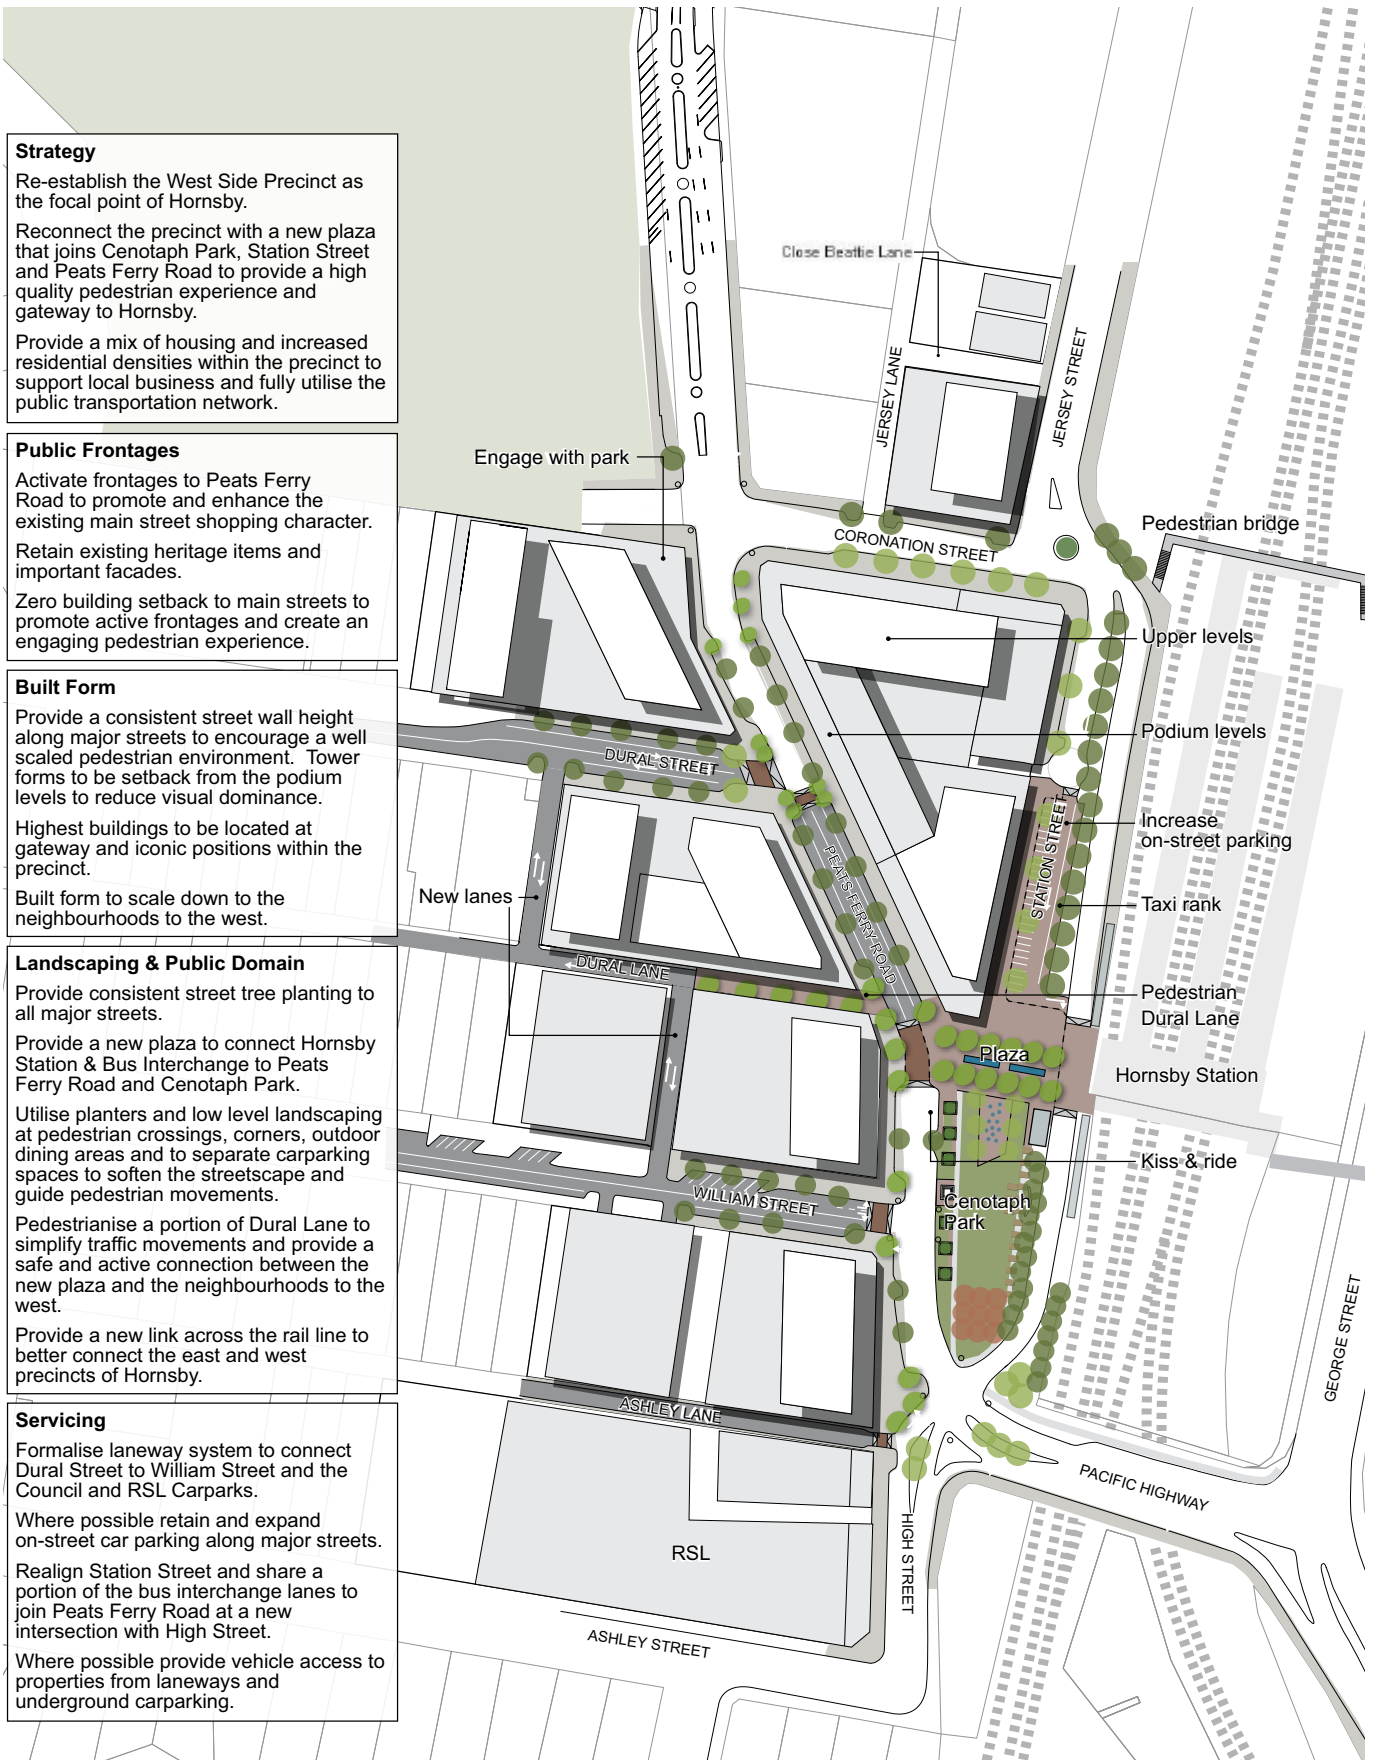 Strategy
Re-establish the West Side Precinct as
the focal point of Hornsby.
Reconnect the precinct with a new plaza
that joins Cenotaph Park, Station Street
and Peats Ferry Road to provide a high
quality pedestrian experience and
gateway to Hornsby.
Provide a mix of housing and increased
residential densities within the precinct to
support local business and fully utilise the
public transportation network.
Public Frontages
Activate frontages to Peats Ferry
Road to promote and enhance the
existing main street shopping character.
Retain existing heritage items and
important facades.
Zero building setback to main streets to
promote active frontages and create an
engaging pedestrian experience.
Built Form
Provide a consistent street wall height
along major streets to encourage a well
scaled pedestrian environment.  Tower
forms to be setback from the podium
levels to reduce visual dominance.
Highest buildings to be located at
gateway and iconic positions within the
precinct.
Built form to scale down to the
neighbourhoods to the west.
Landscaping & Public Domain
Provide consistent street tree planting to
all major streets.
Provide a new plaza to connect Hornsby
Station & Bus Interchange to Peats
Ferry Road and Cenotaph Park.
Utilise planters and low level landscaping
at pedestrian crossings, corners, outdoor
dining areas and to separate carparking
spaces to soften the streetscape and
guide pedestrian movements.
Pedestrianise a portion of Dural Lane to
simplify traffic movements and provide a
safe and active connection between the
new plaza and the neighbourhoods to the
west.
Provide a new link across the rail line to
better connect the east and west
precincts of Hornsby.
Servicing
Formalise laneway system to connect
Dural Street to William Street and the
Council and RSL Carparks.
Where possible retain and expand
on-street car parking along major streets.
Realign Station Street and share a
portion of the bus interchange lanes to
join Peats Ferry Road at a new
intersection with High Street.
Where possible provide vehicle access to
properties from laneways and
underground carparking.
Close Beattie Lane
JERSEY LANE
JERSEY STREET
Engage with park
CORONATION STREET
Pedestrian bridge
Upper levels
Podium levels
DURAL STREET
Increase
on-street parking
STATION STREET
PEATS FERRY ROAD
New lanes
Taxi rank
DURAL LANE
Pedestrian
Dural Lane
Plaza
Hornsby Station
Kiss & ride
WILLIAM STREET
Cenotaph
Park
GEORGE STREET
ASHLEY LANE
PACIFIC HIGHWAY
HIGH STREET
RSL
ASHLEY STREET